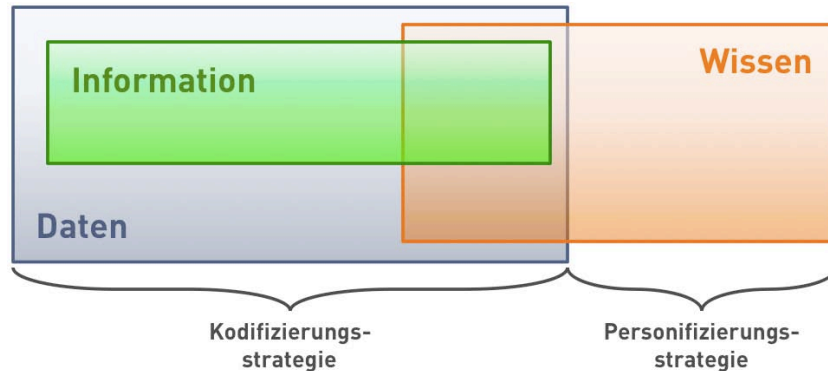 Information
Wissen
Daten
Kodifizierungs-
strategie
Personifizierungs-
strategie